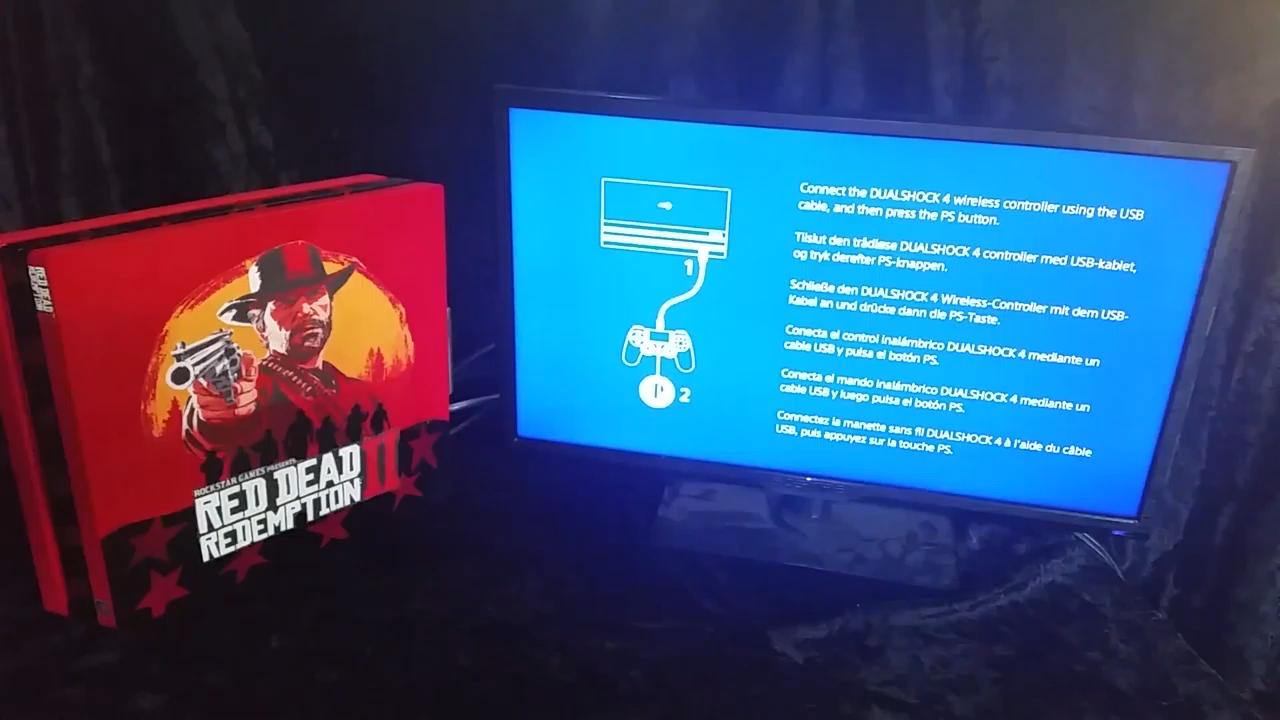 RED DEAD
REDEMPTION
ROCKSTAR GAMES PRESENTS
RED DEAD
REDEMPTION II
1
2
Connect the DUALSHOCK 4 wireless controller using the USB
cable, and then press the PS button.
Tilslut den trådløse DUALSHOCK 4 controller med USB-kablet,
og tryk derefter PS-knappen.
Schließe den DUALSHOCK 4 Wireless-Controller mit dem USB-
Kabel an und drücke dann die PS-Taste.
Conecta el control inalámbrico DUALSHOCK 4 mediante un
cable USB y pulsa el botón PS.
Conecta el mando inalámbrico DUALSHOCK 4 mediante un
cable USB y luego pulsa el botón PS.
Connectez la manette sans fil DUALSHOCK 4 à l'aide du câble
USB, puis appuyez sur la touche PS.